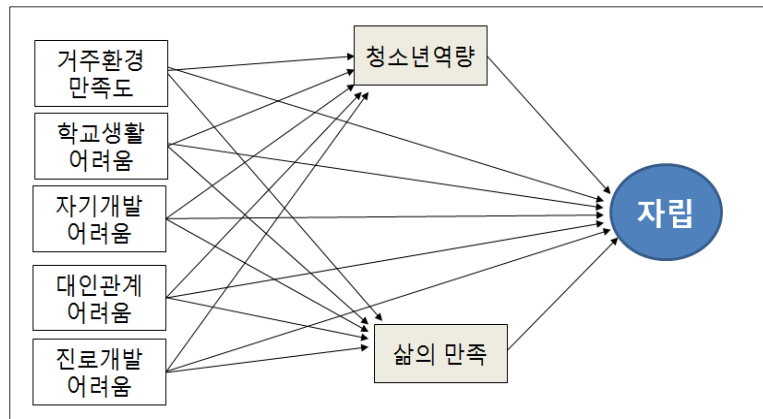 거주환경
만족도
학교생활
어려움
자기개발
어려움
대인관계
어려움
진로개발
어려움
청소년역량
삶의 만족
자립